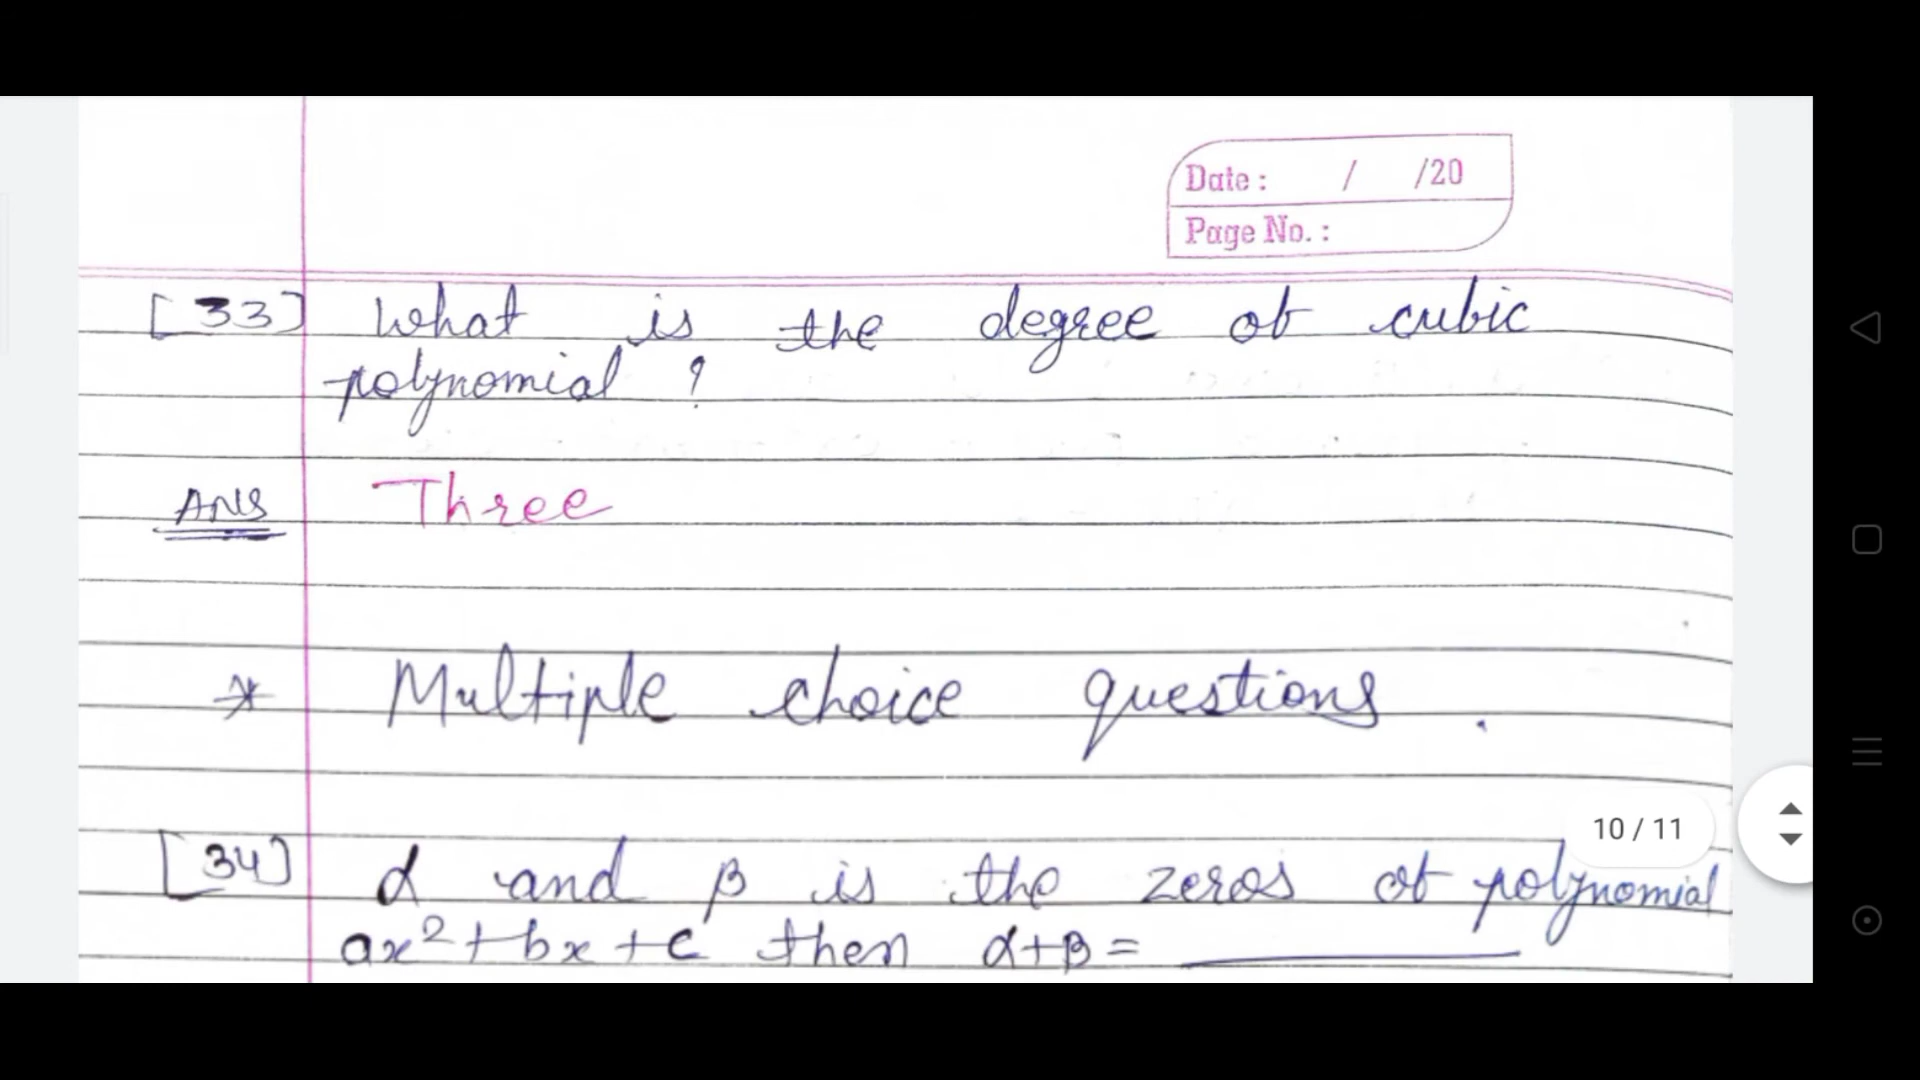 Date : / /20
Page No. :
[33] What is the degree of cubic
polynomial ?
ANS Three
* Multiple choice questions .
[34] α and β is the zeros of polynomial
ax²+bx+c then α+β = ______
10 / 11